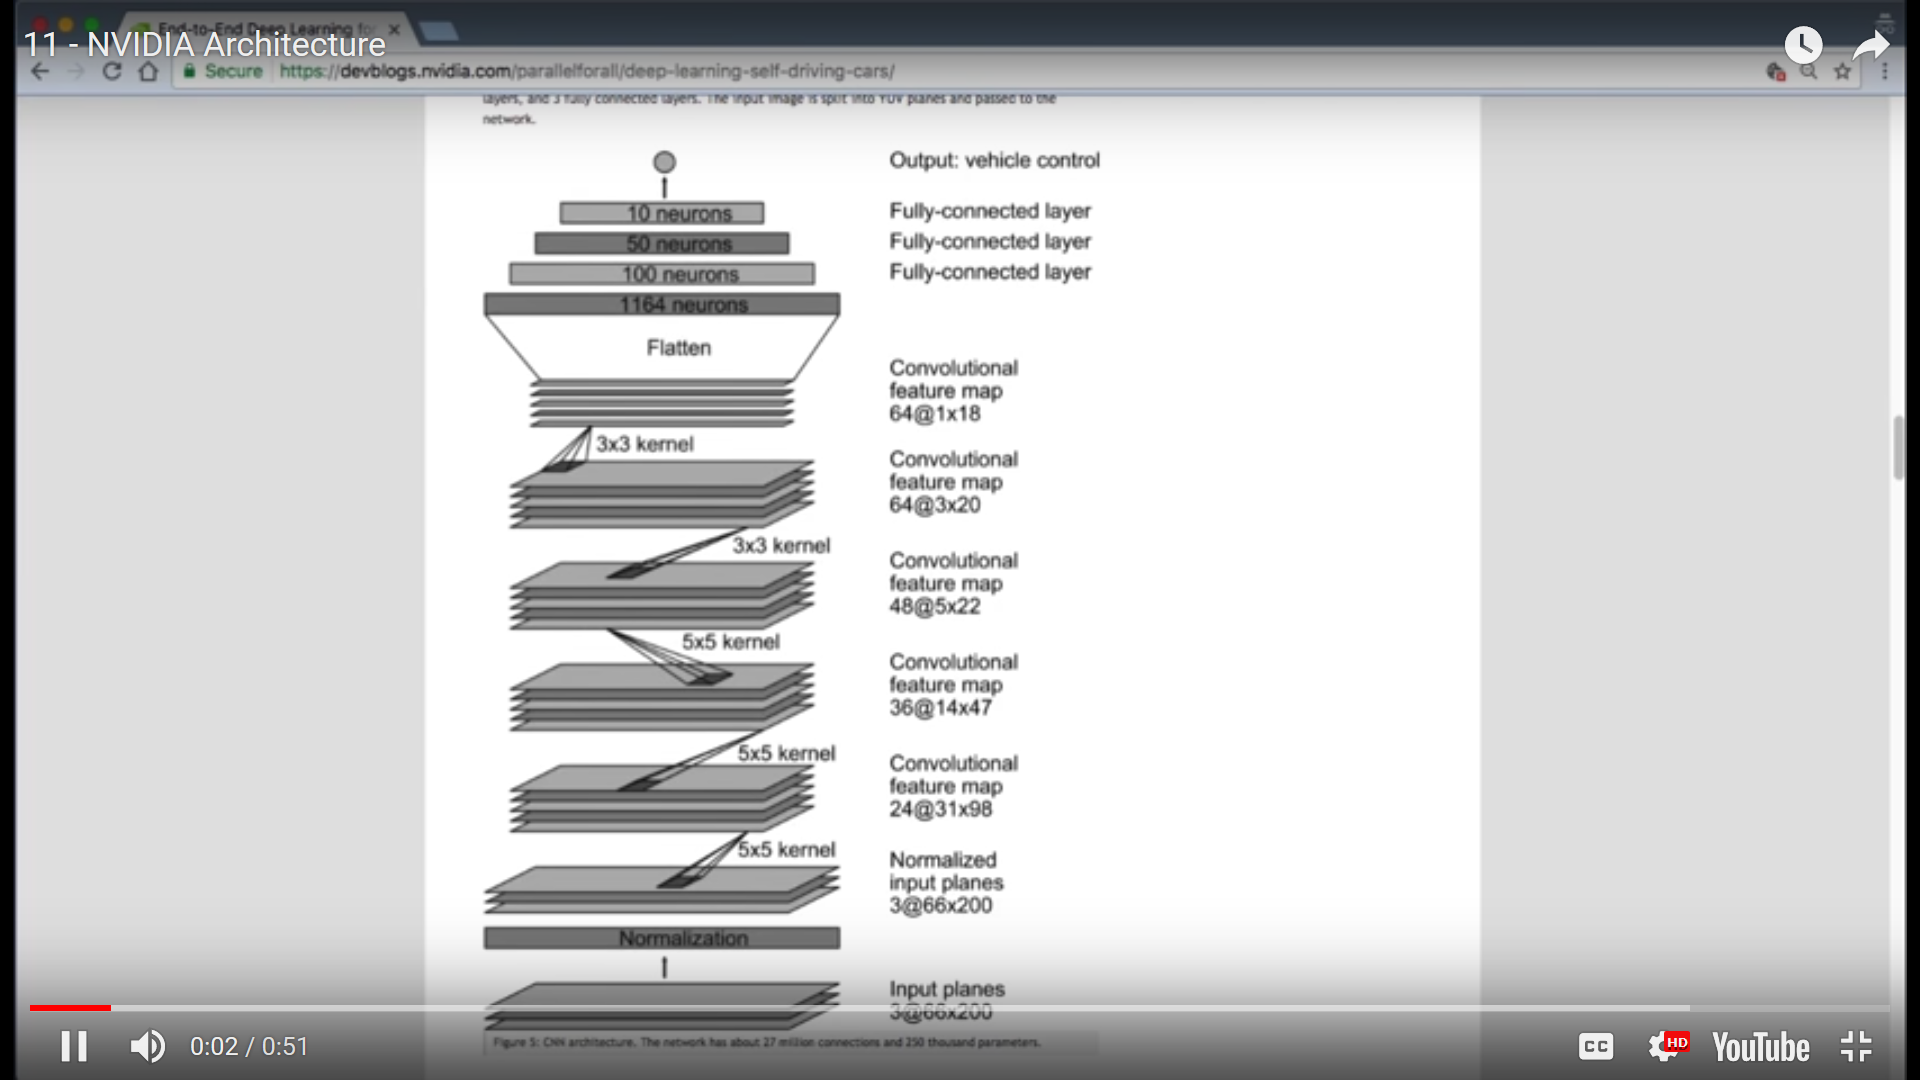 End-to-End Deep Learning for
11 - NVIDIA Architecture
Secure
https://devblogs.nvidia.com/parallelforall/deep-learning-self-driving-cars/
layers, and 3 fully connected layers. The input image is split into YUV planes and passed to the
network.
Output: vehicle control
10 neurons
Fully-connected layer
50 neurons
Fully-connected layer
100 neurons
Fully-connected layer
1164 neurons
Flatten
Convolutional
feature map
64@1x18
3x3 kernel
Convolutional
feature map
64@3x20
3x3 kernel
Convolutional
feature map
48@5x22
5x5 kernel
Convolutional
feature map
36@14x47
5x5 kernel
Convolutional
feature map
24@31x98
5x5 kernel
Normalized
input planes
3@66x200
Normalization
Input planes
3@66x200
Figure 5: CNN architecture. The network has about 27 million connections and 250 thousand parameters.
0:02 / 0:51
CC
HD
YouTube